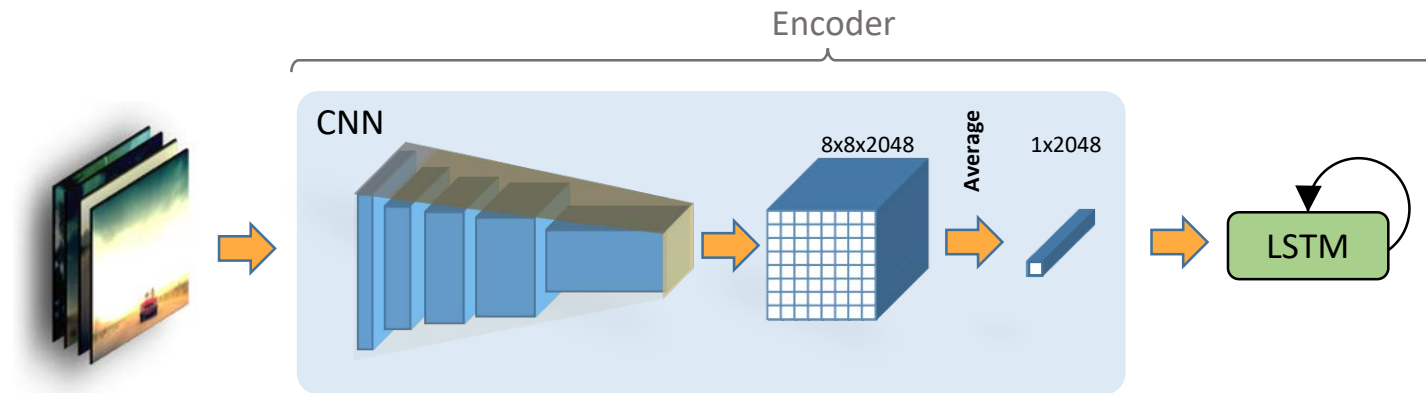 Encoder
CNN
8x8x2048
Average
1x2048
LSTM